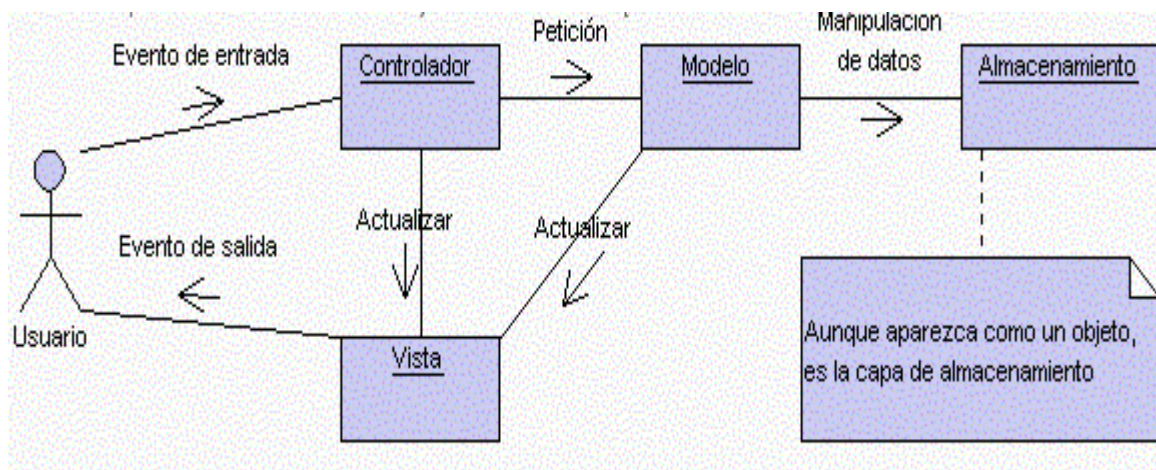 Evento de entrada
Controlador
Petición
Modelo
Manipulación
de datos
Almacenamiento
Actualizar
Actualizar
Evento de salida
Usuario
Vista
Aunque aparezca como un objeto,
es la capa de almacenamiento